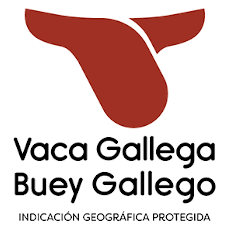 Vaca Gallega
Buey Gallego
INDICACIÓN GEOGRÁFICA PROTEGIDA